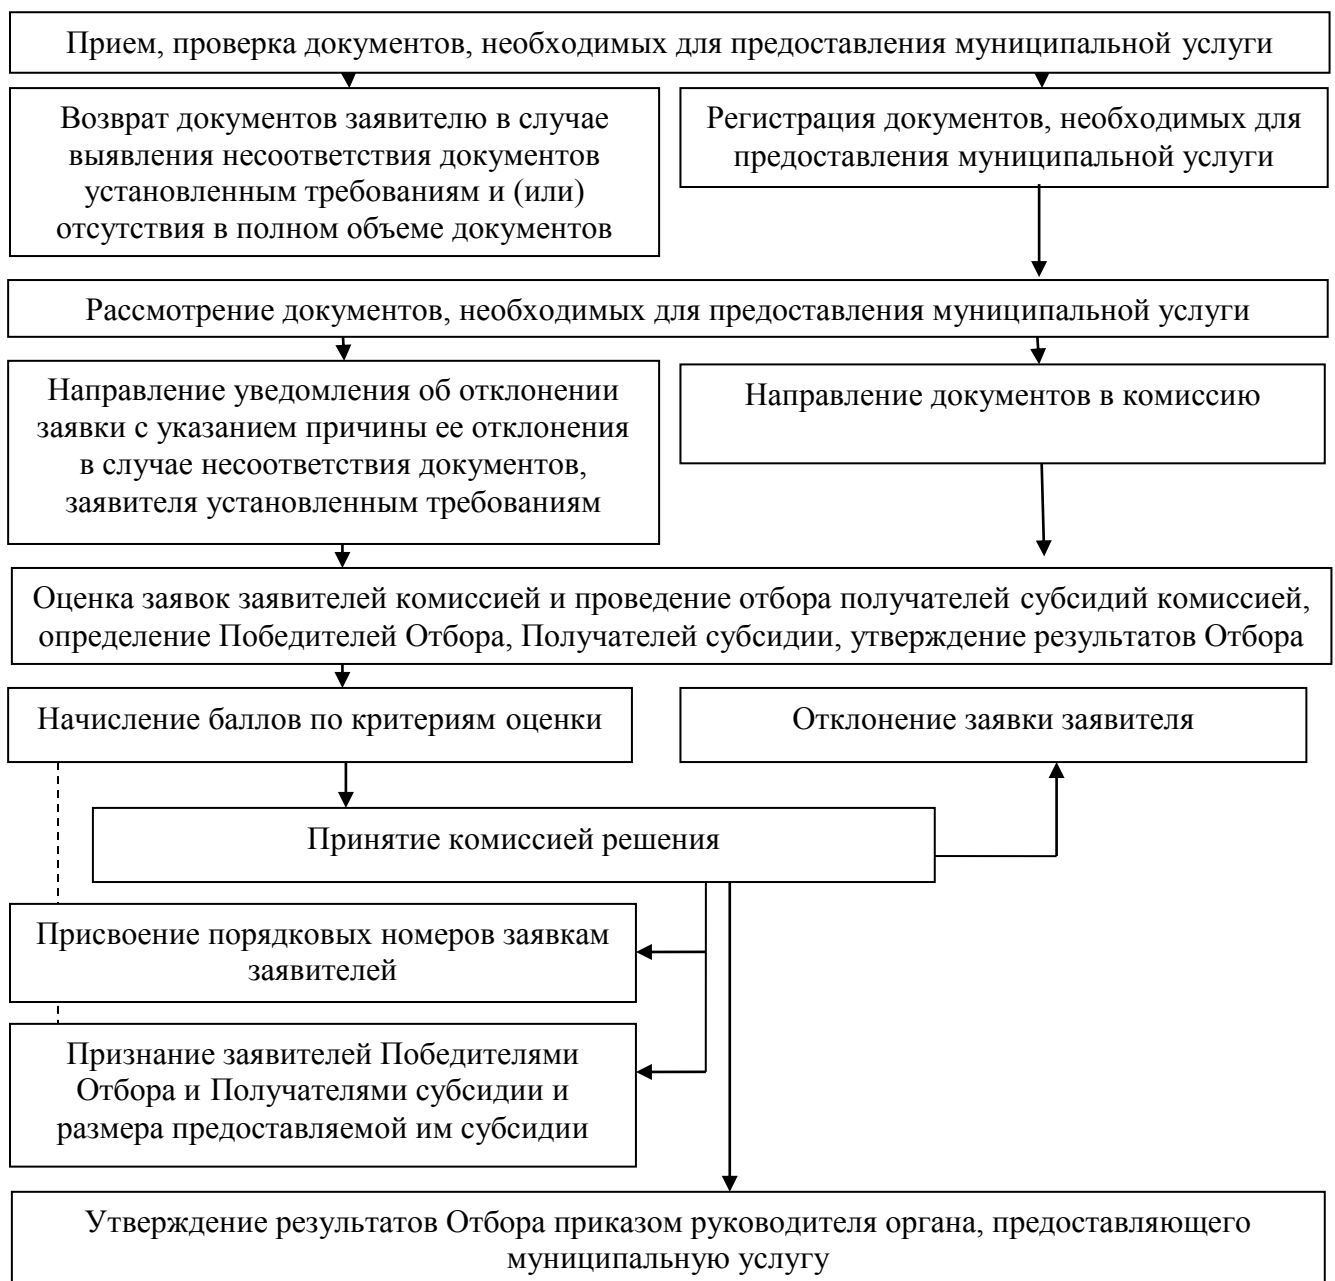 Прием, проверка документов, необходимых для предоставления муниципальной услуги
Возврат документов заявителю в случае
выявления несоответствия документов
установленным требованиям и (или)
отсутствия в полном объеме документов
Регистрация документов, необходимых для
предоставления муниципальной услуги
Рассмотрение документов, необходимых для предоставления муниципальной услуги
Направление уведомления об отклонении
заявки с указанием причины ее отклонения
в случае несоответствия документов,
заявителя установленным требованиям
Направление документов в комиссию
Оценка заявок заявителей комиссией и проведение отбора получателей субсидий комиссией,
определение Победителей Отбора, Получателей субсидии, утверждение результатов Отбора
Начисление баллов по критериям оценки
Отклонение заявки заявителя
Принятие комиссией решения
Присвоение порядковых номеров заявкам
заявителей
Признание заявителей Победителями
Отбора и Получателями субсидии и
размера предоставляемой им субсидии
Утверждение результатов Отбора приказом руководителя органа, предоставляющего
муниципальную услугу